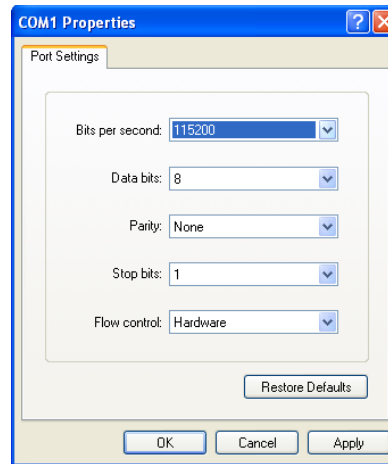 COM1 Properties
Port Settings
Bits per second: 115200
Data bits: 8
Parity: None
Stop bits: 1
Flow control: Hardware
Restore Defaults
OK Cancel Apply